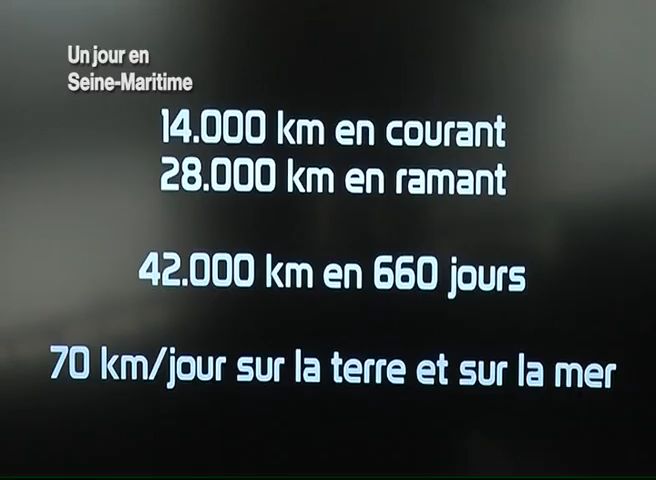 Un jour en
Seine-Maritime
14.000 km en courant
28.000 km en ramant
42.000 km en 660 jours
70 km/jour sur la terre et sur la mer